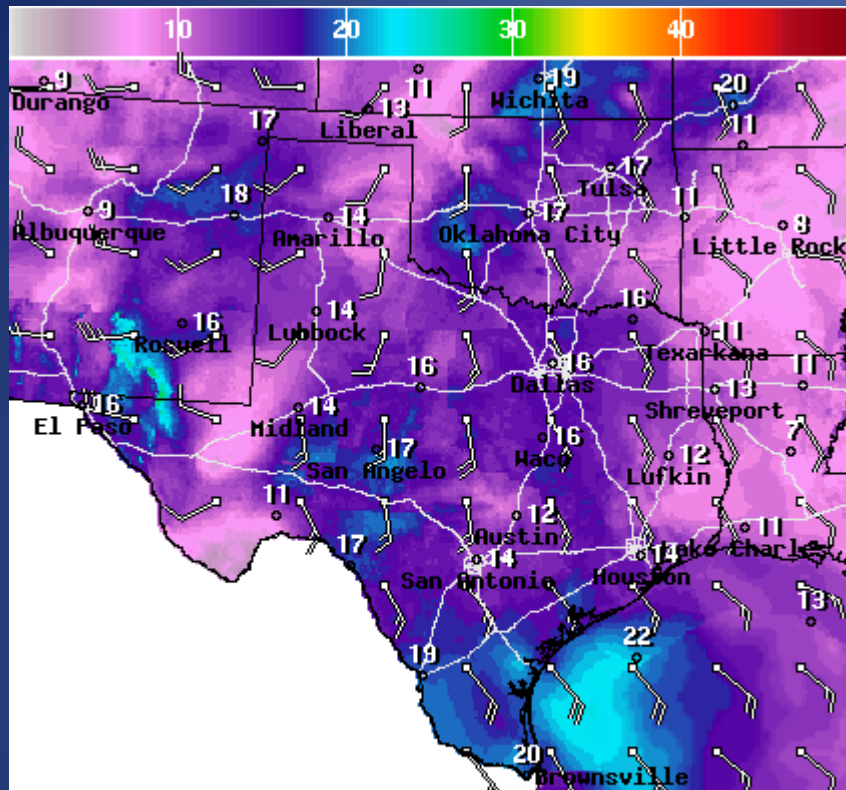 10 20 30 40
9 11 19 20
Durango Wichita
13
Liberal
17 11
17
Tulsa
9 18 14 17 11 8
Albuquerque Amarillo Oklahoma City Little Rock
16 14 16 11
Roswell Lubbock Texarkana
16 16 11
Dallas
13
Shreveport
16 14
El Paso Midland
17 16 12 7
San Angelo Waco Lufkin
11 12 11
Austin
Lake Charles
17 14 14
San Antonio Houston
13
19 22
20
Brownsville